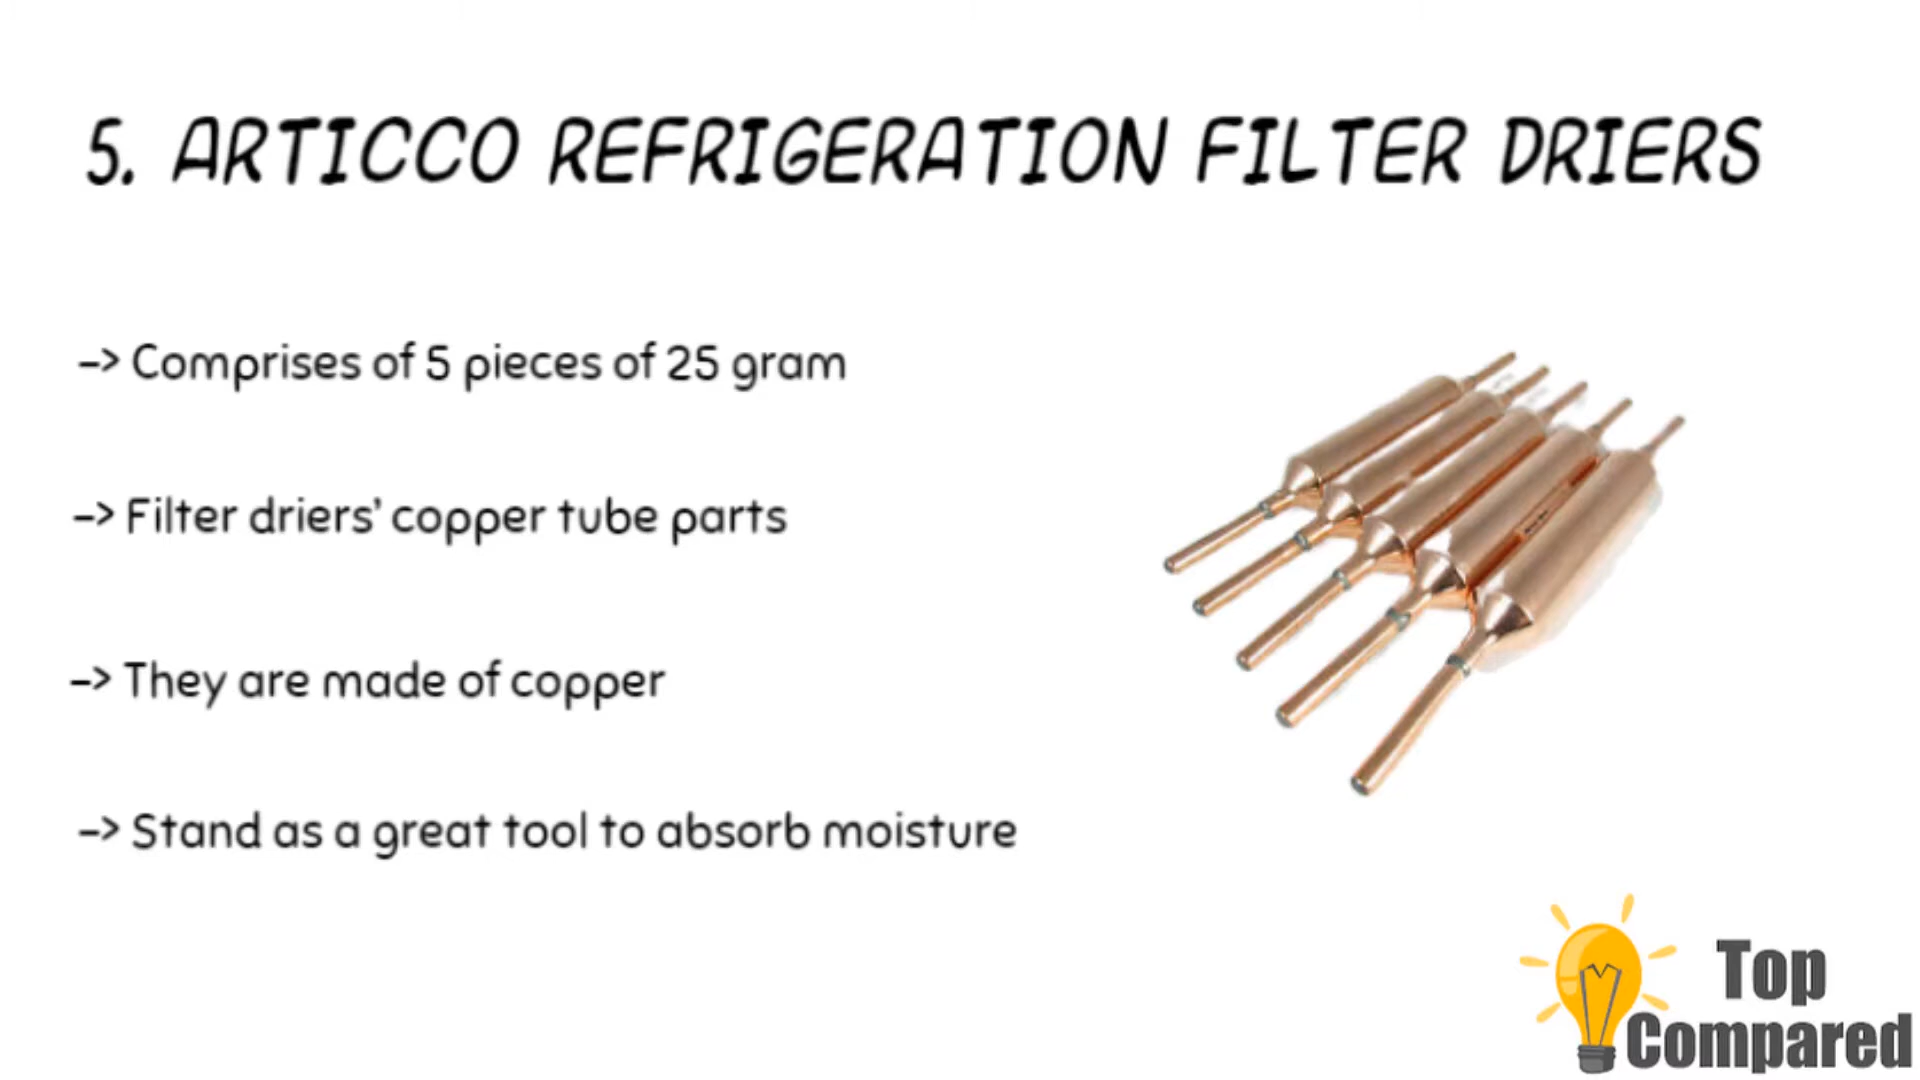 5. ARTICCO REFRIGERATION FILTER DRIERS
-> Comprises of 5 pieces of 25 gram
-> Filter driers' copper tube parts
-> They are made of copper
-> Stand as a great tool to absorb moisture
Top
Compared